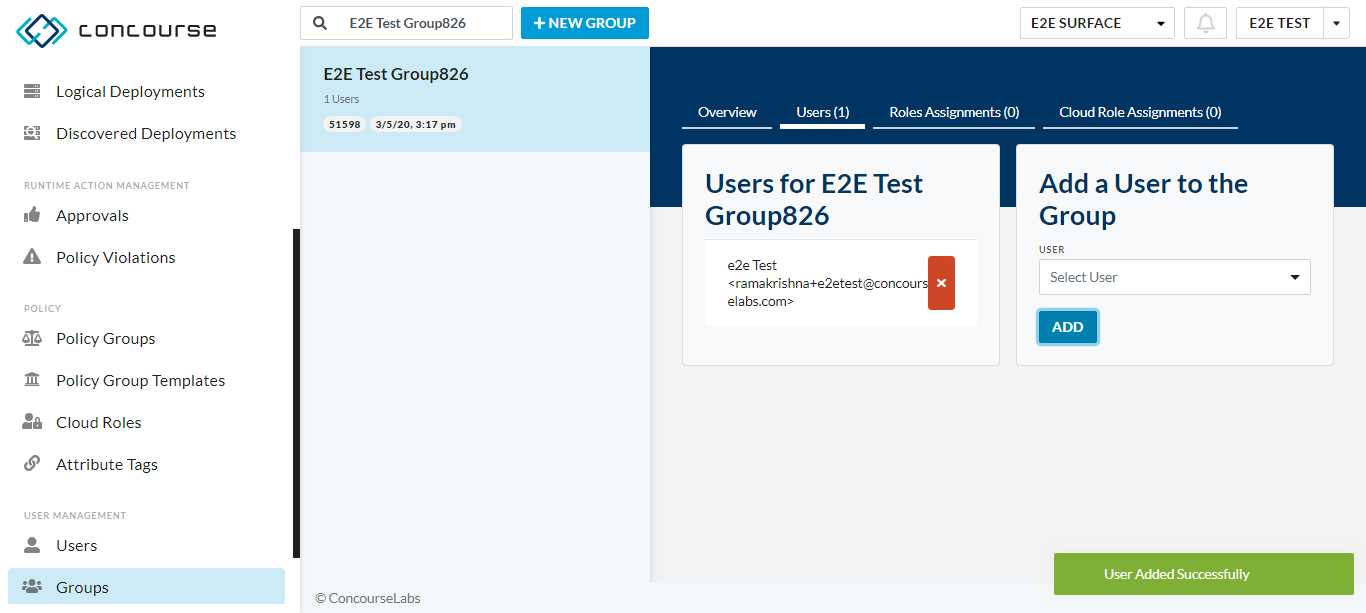 concourse
E2E Test Group826
+ NEW GROUP
E2E SURFACE
E2E TEST
Logical Deployments
Discovered Deployments
RUNTIME ACTION MANAGEMENT
Approvals
Policy Violations
POLICY
Policy Groups
Policy Group Templates
Cloud Roles
Attribute Tags
USER MANAGEMENT
Users
Groups
E2E Test Group826
1 Users
51598 3/5/20, 3:17 pm
Overview
Users (1)
Roles Assignments (0)
Cloud Role Assignments (0)
Users for E2E Test
Group826
e2e Test
<ramakrishna+e2etest@concours
elabs.com>
Add a User to the
Group
USER
Select User
ADD
User Added Successfully
© ConcourseLabs